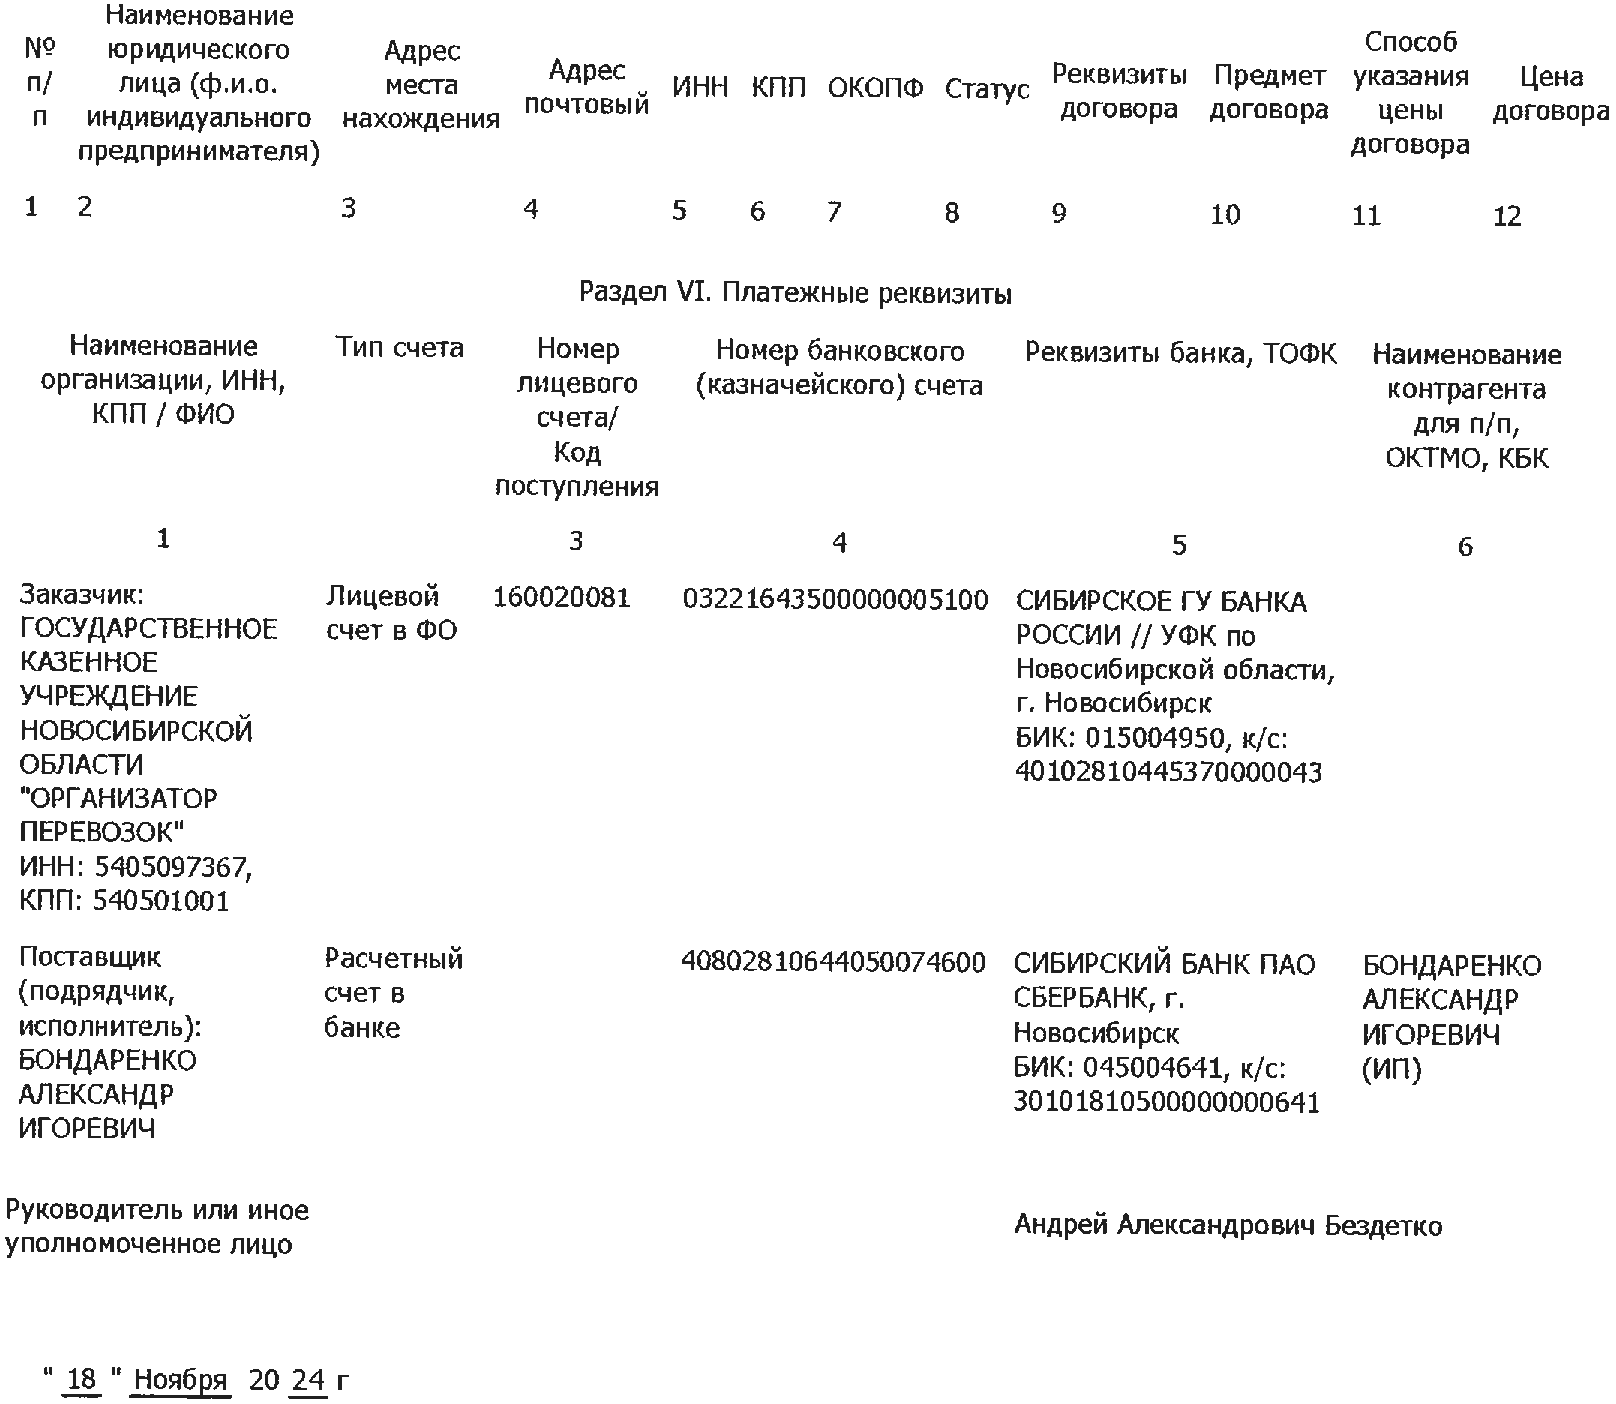 № п/п
Наименование юридического лица (ф.и.о. индивидуального предпринимателя)
Адрес места нахождения
Адрес почтовый
ИНН
КПП
ОКОПФ
Статус
Реквизиты договора
Предмет договора
Способ указания цены договора
Цена договора
1 2 3 4 5 6 7 8 9 10 11 12
Раздел VI. Платежные реквизиты
Наименование
организации, ИНН,
КПП / ФИО
Тип счета
Номер
лицевого
счета/
Код
поступления
Номер банковского
(казначейского) счета
Реквизиты банка, ТОФК
Наименование
контрагента
для п/п,
ОКТМО, КБК
1 3 4 5 6
Заказчик:
ГОСУДАРСТВЕННОЕ
КАЗЕННОЕ
УЧРЕЖДЕНИЕ
НОВОСИБИРСКОЙ
ОБЛАСТИ
"ОРГАНИЗАТОР
ПЕРЕВОЗОК"
ИНН: 5405097367,
КПП: 540501001
Лицевой
счет в ФО
160020081
03221643500000005100
СИБИРСКОЕ ГУ БАНКА
РОССИИ // УФК по
Новосибирской области,
г. Новосибирск
БИК: 015004950, к/с:
40102810445370000043
Поставщик
(подрядчик,
исполнитель):
БОНДАРЕНКО
АЛЕКСАНДР
ИГОРЕВИЧ
Расчетный
счет в
банке
40802810644050074600
СИБИРСКИЙ БАНК ПАО
СБЕРБАНК, г.
Новосибирск
БИК: 045004641, к/с:
30101810500000000641
БОНДАРЕНКО
АЛЕКСАНДР
ИГОРЕВИЧ
(ИП)
Руководитель или иное
уполномоченное лицо
Андрей Александрович Бездетко
" 18 " Ноября 20 24 г